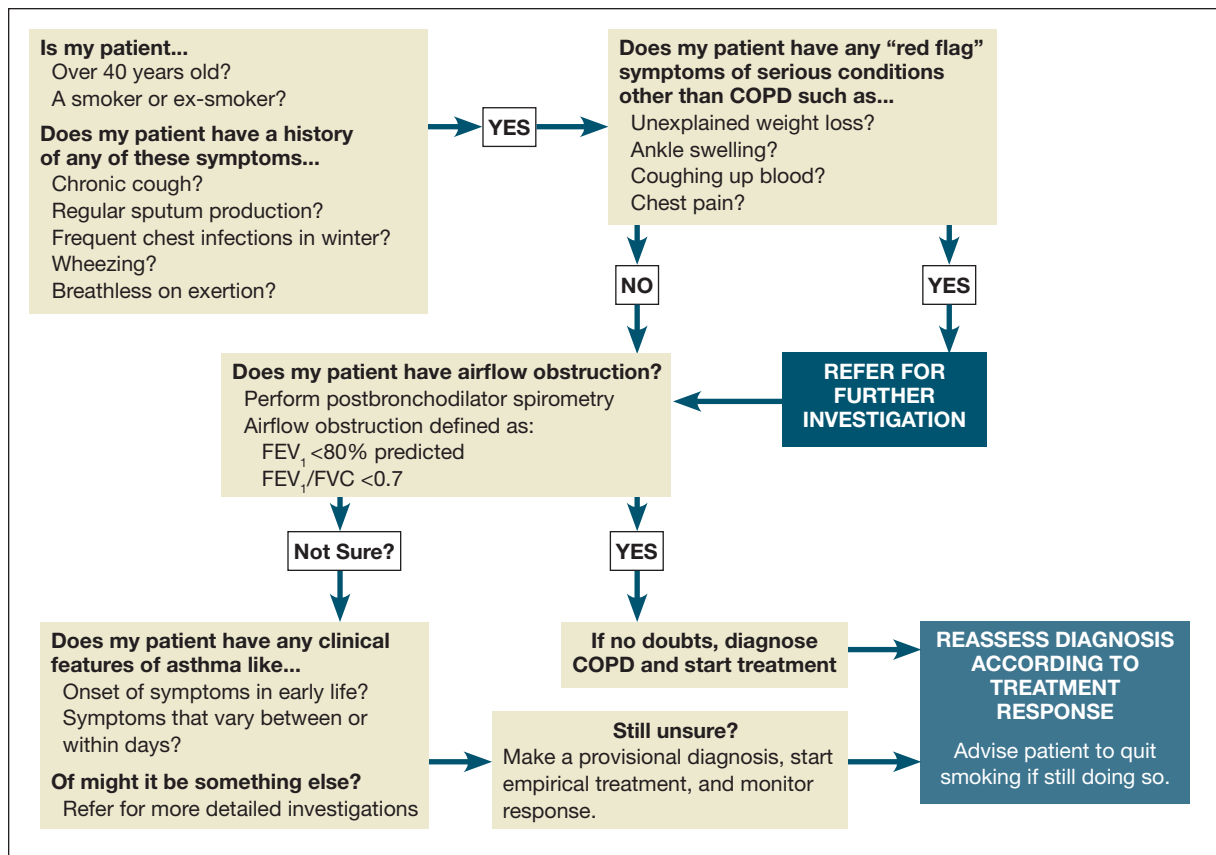 Is my patient...
Over 40 years old?
A smoker or ex-smoker?
Does my patient have a history
of any of these symptoms...
Chronic cough?
Regular sputum production?
Frequent chest infections in winter?
Wheezing?
Breathless on exertion?
YES
Does my patient have any “red flag”
symptoms of serious conditions
other than COPD such as...
Unexplained weight loss?
Ankle swelling?
Coughing up blood?
Chest pain?
NO
YES
Does my patient have airflow obstruction?
Perform postbronchodilator spirometry
Airflow obstruction defined as:
FEV1 <80% predicted
FEV1/FVC <0.7
REFER FOR
FURTHER
INVESTIGATION
Not Sure?
YES
Does my patient have any clinical
features of asthma like...
Onset of symptoms in early life?
Symptoms that vary between or
within days?
Of might it be something else?
Refer for more detailed investigations
If no doubts, diagnose
COPD and start treatment
Still unsure?
Make a provisional diagnosis, start
empirical treatment, and monitor
response.
REASSESS DIAGNOSIS
ACCORDING TO
TREATMENT
RESPONSE
Advise patient to quit
smoking if still doing so.